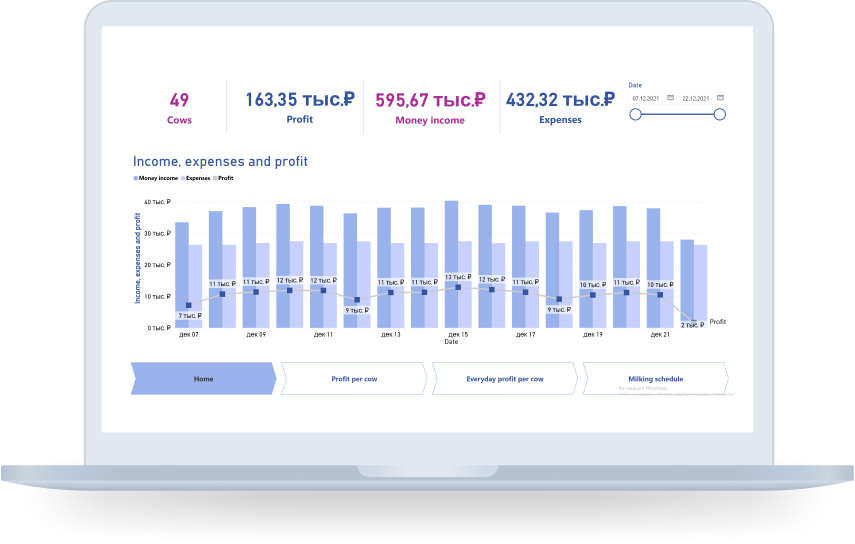 49
Cows
163,35 тыс.₽
Profit
595,67 тыс.₽
Money income
432,32 тыс.₽
Expenses
Date
07.12.2021
22.12.2021
Income, expenses and profit
Money income Expenses Profit
Income, expenses and profit
40 тыс. ₽
30 тыс. ₽
20 тыс. ₽
10 тыс. ₽
0 тыс. ₽
7 тыс. ₽
11 тыс. ₽
11 тыс. ₽
12 тыс. ₽
12 тыс. ₽
9 тыс. ₽
11 тыс. ₽
11 тыс. ₽
13 тыс. ₽
12 тыс. ₽
11 тыс. ₽
9 тыс. ₽
10 тыс. ₽
11 тыс. ₽
10 тыс. ₽
2 тыс. ₽
Profit
дек 07 дек 09 дек 11 дек 13 дек 15 дек 17 дек 19 дек 21
Date
Home
Profit per cow
Everyday profit per cow
Milking schedule
Активация Windows